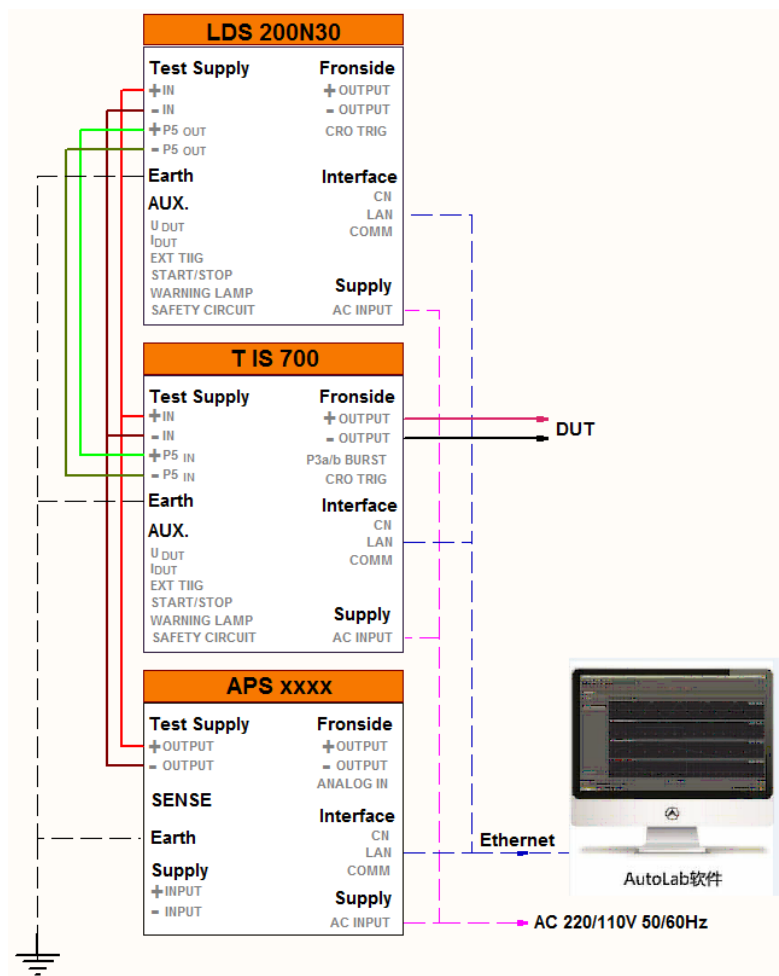 LDS 200N30
Test Supply Fronside
+IN +OUTPUT
- IN - OUTPUT
+P5 OUT CRO TRIG
- P5 OUT
Earth Interface
CN
AUX. LAN
U DUT COMM
IDUT
EXT TIIG
START/STOP
WARNING LAMP Supply
SAFETY CIRCUIT AC INPUT
T IS 700
Test Supply Fronside
+IN +OUTPUT
- IN - OUTPUT
DUT
+P5 IN P3a/b BURST
- P5 IN CRO TRIG
Earth Interface
CN
AUX. LAN
U DUT COMM
IDUT
EXT TIIG
START/STOP
WARNING LAMP Supply
SAFETY CIRCUIT AC INPUT
APS xxxx
Test Supply Fronside
+OUTPUT +OUTPUT
- OUTPUT - OUTPUT
ANALOG IN
SENSE
Interface
Earth CN
LAN Ethernet
Supply COMM
+INPUT
- INPUT Supply
AC INPUT AC 220/110V 50/60Hz
AutoLab软件